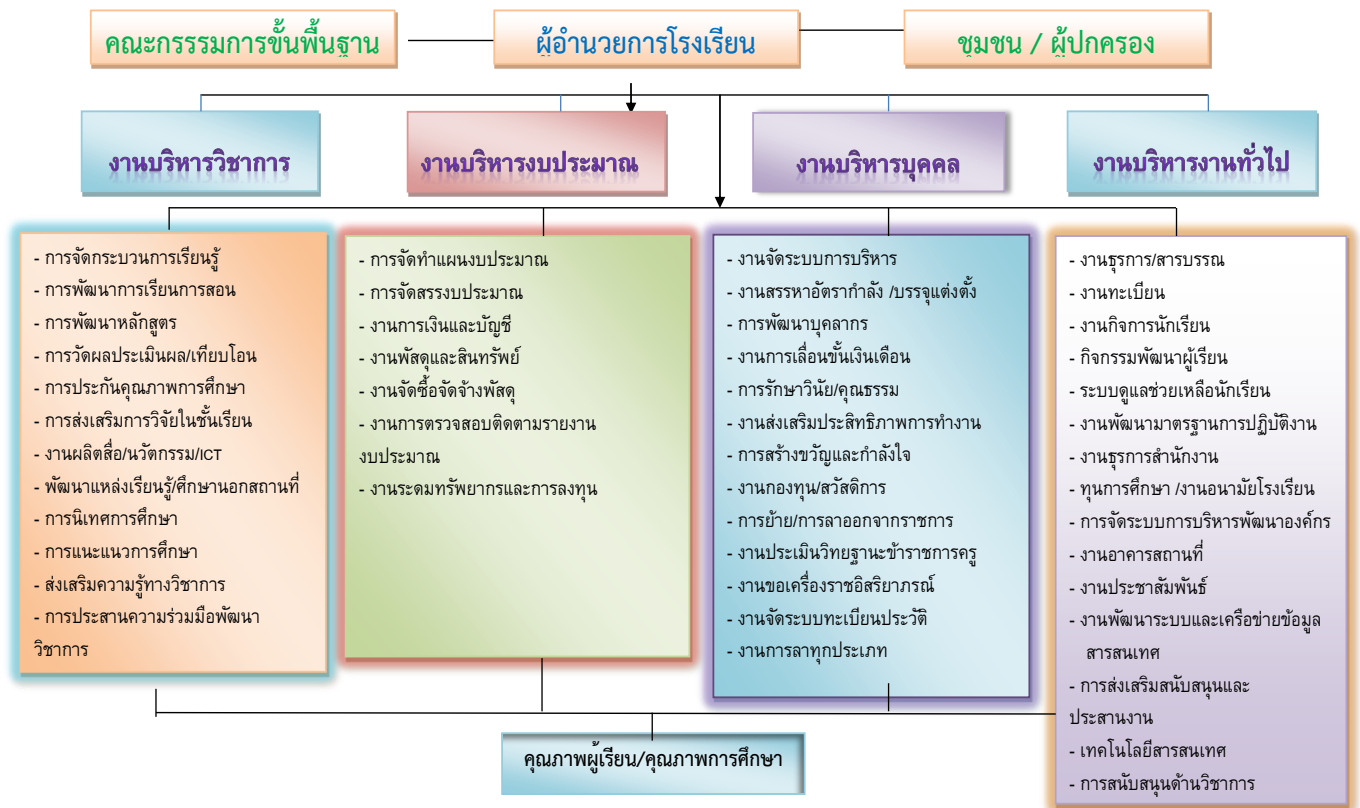 คณะกรรรมการขั้นพื้นฐาน
ผู้อำนวยการโรงเรียน
ชุมชน / ผู้ปกครอง
งานบริหารวิชาการ
งานบริหารงบประมาณ
งานบริหารบุคคล
งานบริหารงานทั่วไป
- การจัดกระบวนการเรียนรู้
- การพัฒนาการเรียนการสอน
- การพัฒนาหลักสูตร
- การวัดผลประเมินผล/เทียบโอน
- การประกันคุณภาพการศึกษา
- การส่งเสริมการวิจัยในชั้นเรียน
- งานผลิตสื่อ/นวัตกรรม/ICT
- พัฒนาแหล่งเรียนรู้/ศึกษานอกสถานที่
- การนิเทศการศึกษา
- การแนะแนวการศึกษา
- ส่งเสริมความรู้ทางวิชาการ
- การประสานความร่วมมือพัฒนา
วิชาการ
- การจัดทำแผนงบประมาณ
- การจัดสรรงบประมาณ
- งานการเงินและบัญชี
- งานพัสดุและสินทรัพย์
- งานจัดซื้อจัดจ้างพัสดุ
- งานการตรวจสอบติดตามรายงาน
งบประมาณ
- งานระดมทรัพยากรและการลงทุน
- งานจัดระบบการบริหาร
- งานสรรหาอัตรากำลัง /บรรจุแต่งตั้ง
- การพัฒนาบุคลากร
- งานการเลื่อนขั้นเงินเดือน
- การรักษาวินัย/คุณธรรม
- งานส่งเสริมประสิทธิภาพการทำงาน
- การสร้างขวัญและกำลังใจ
- งานกองทุน/สวัสดิการ
- การย้าย/การลาออกจากราชการ
- งานประเมินวิทยฐานะข้าราชการครู
- งานขอเครื่องราชอิสริยาภรณ์
- งานจัดระบบทะเบียนประวัติ
- งานการลาทุกประเภท
- งานธุรการ/สารบรรณ
- งานทะเบียน
- งานกิจการนักเรียน
- กิจกรรมพัฒนาผู้เรียน
- ระบบดูแลช่วยเหลือนักเรียน
- งานพัฒนามาตรฐานการปฏิบัติงาน
- งานธุรการสำนักงาน
- ทุนการศึกษา /งานอนามัยโรงเรียน
- การจัดระบบการบริหารพัฒนาองค์กร
- งานอาคารสถานที่
- งานประชาสัมพันธ์
- งานพัฒนาระบบและเครือข่ายข้อมูล
สารสนเทศ
- การส่งเสริมสนับสนุนและ
ประสานงาน
- เทคโนโลยีสารสนเทศ
- การสนับสนุนด้านวิชาการ
คุณภาพผู้เรียน/คุณภาพการศึกษา